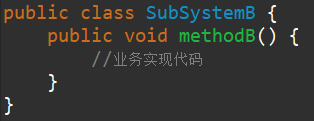 public class SubSystemB {
    public void methodB() {
        //业务实现代码
    }
}